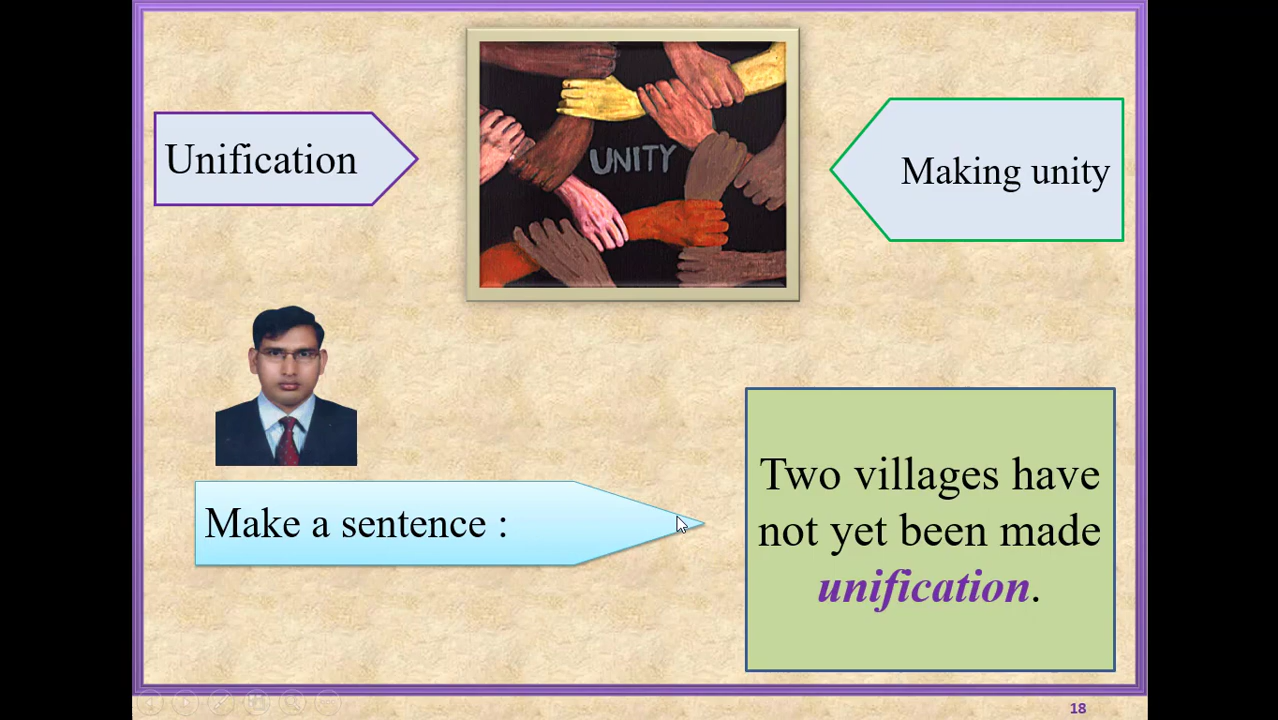 Unification
UNITY
Making unity
Make a sentence :
Two villages have
not yet been made
unification.
18